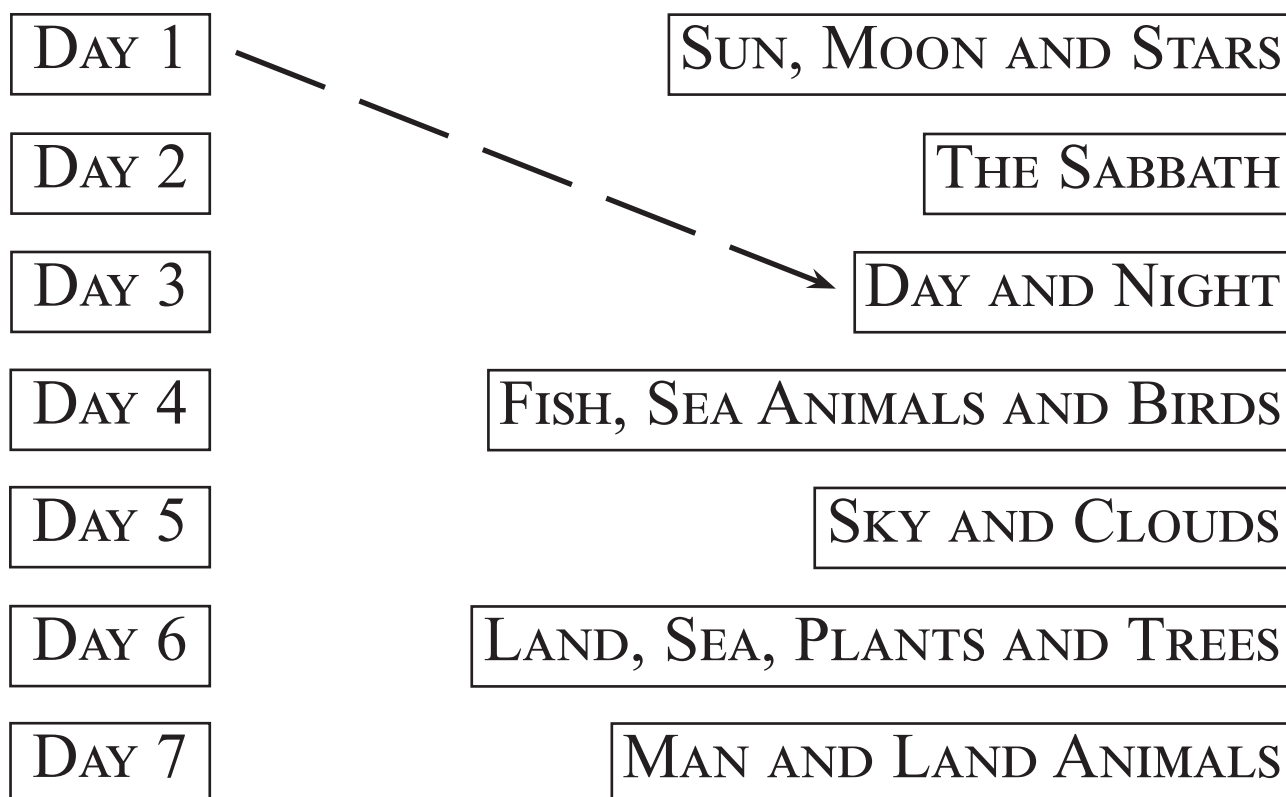 DAY 1
SUN, MOON AND STARS
DAY 2
THE SABBATH
DAY 3
DAY AND NIGHT
DAY 4
FISH, SEA ANIMALS AND BIRDS
DAY 5
SKY AND CLOUDS
DAY 6
LAND, SEA, PLANTS AND TREES
DAY 7
MAN AND LAND ANIMALS